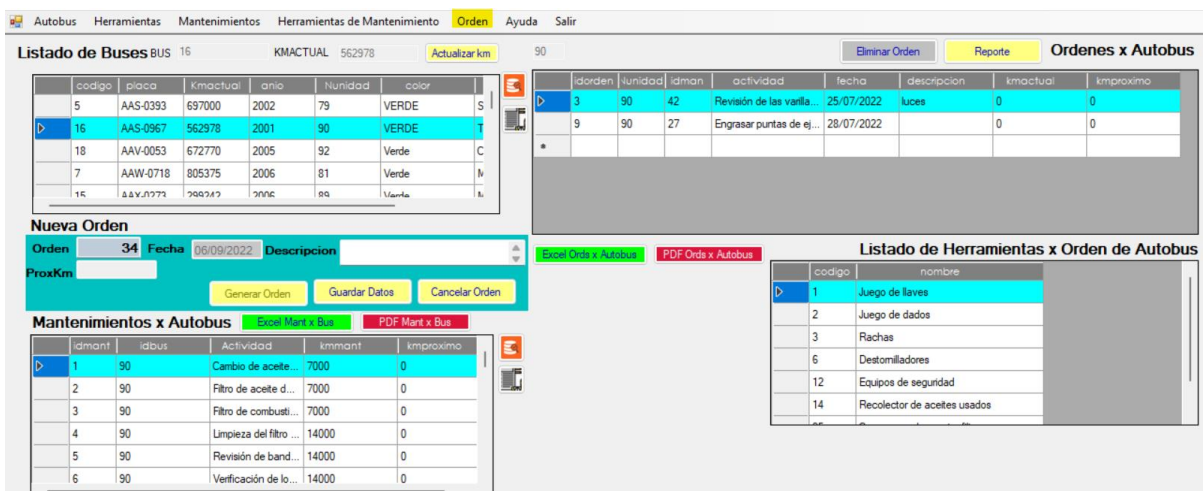 Autobus Herramientas Mantenimientos Herramientas de Mantenimiento Orden Ayuda Salir
Listado de Buses BUS 16 KMACTUAL 562978 Actualizar km
codigo placa Kmactual anio Nunidad color
5 AAS-0393 697000 2002 79 VERDE S
16 AAS-0967 562978 2001 90 VERDE T
18 AAV-0053 672770 2005 92 Verde C
7 AAW-0718 805375 2006 81 Verde M
15 AAX-0273 299242 2006 89 Verde M
90 Eliminar Orden Reporte Ordenes x Autobus
idorden Nunidad idman actividad fecha descripcion kmactual kmproximo
3 90 42 Revisión de las varilla... 25/07/2022 luces 0 0
9 90 27 Engrasar puntas de ej... 28/07/2022 0 0
Nueva Orden
Orden 34 Fecha 06/09/2022 Descripcion
ProxKm
Generar Orden Guardar Datos Cancelar Orden
Excel Ords x Autobus PDF Ords x Autobus
Listado de Herramientas x Orden de Autobus
codigo nombre
1 Juego de llaves
2 Juego de dados
3 Rachas
6 Destornilladores
12 Equipos de seguridad
14 Recolector de aceites usados
Mantenimientos x Autobus Excel Mant x Bus PDF Mant x Bus
idmant idbus Actividad kmmant kmproximo
1 90 Cambio de aceite... 7000 0
2 90 Filtro de aceite d... 7000 0
3 90 Filtro de combusti... 7000 0
4 90 Limpieza del filtro ... 14000 0
5 90 Revisión de band... 14000 0
6 90 Verificación de lo... 14000 0